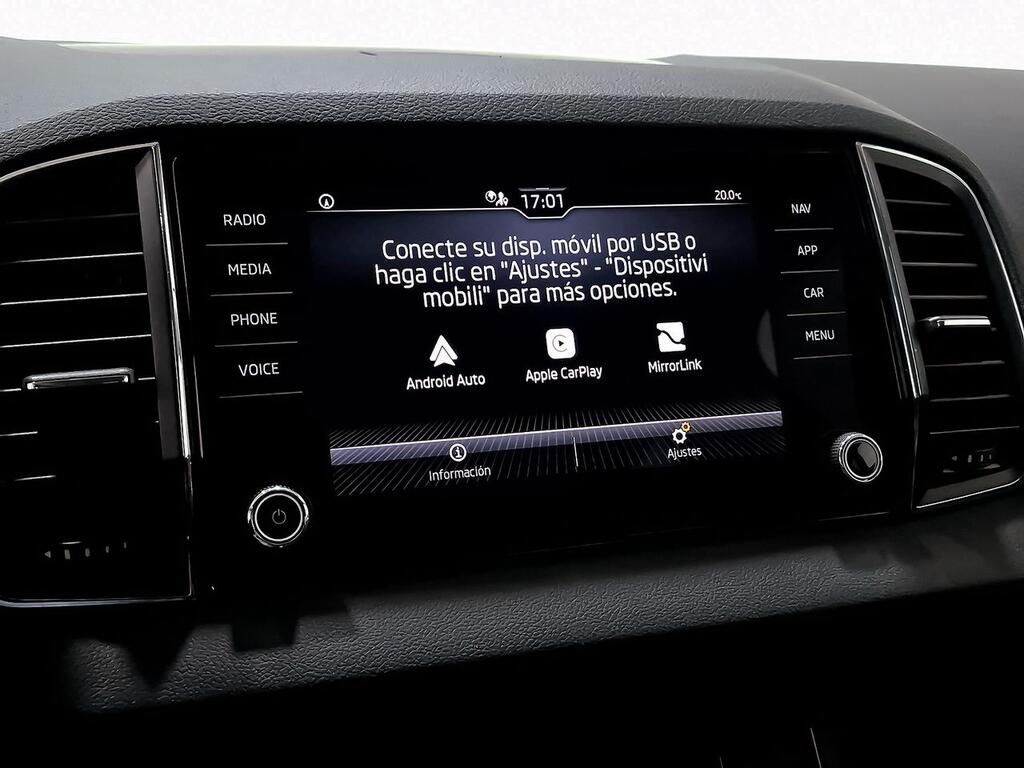 17:01
20.0°C
RADIO
MEDIA
PHONE
VOICE
Conecte su disp. móvil por USB o
haga clic en "Ajustes" - "Dispositivi
mobili" para más opciones.
Android Auto
Apple CarPlay
MirrorLink
Información
Ajustes
NAV
APP
CAR
MENU